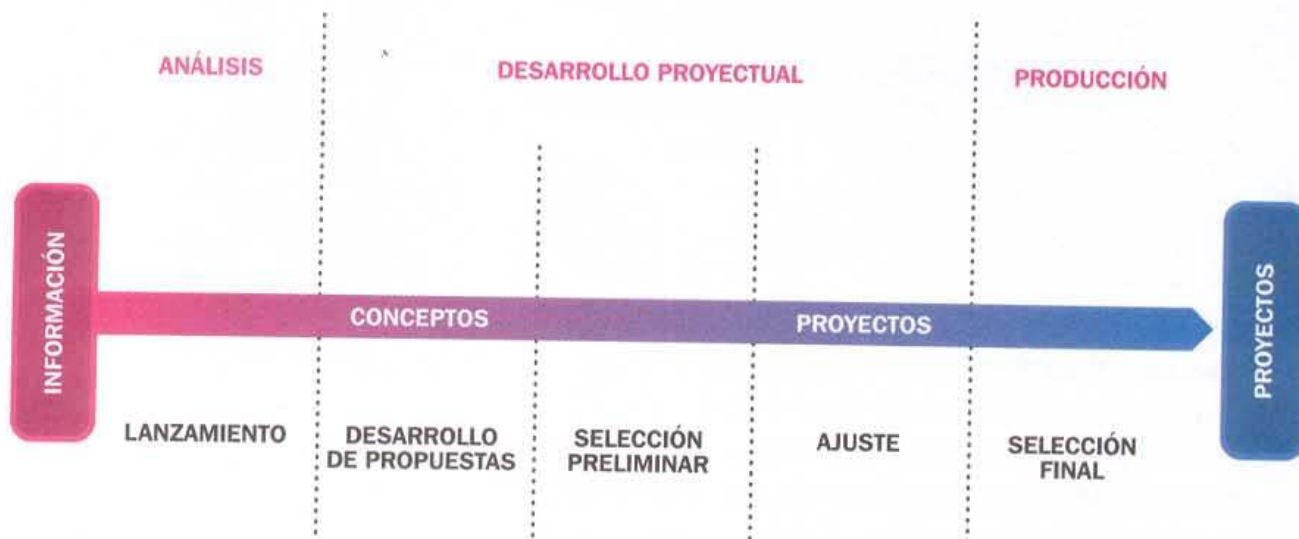 ANÁLISIS
DESARROLLO PROYECTUAL
PRODUCCIÓN
INFORMACIÓN
CONCEPTOS
PROYECTOS
PROYECTOS
LANZAMIENTO
DESARROLLO
DE PROPUESTAS
SELECCIÓN
PRELIMINAR
AJUSTE
SELECCIÓN
FINAL